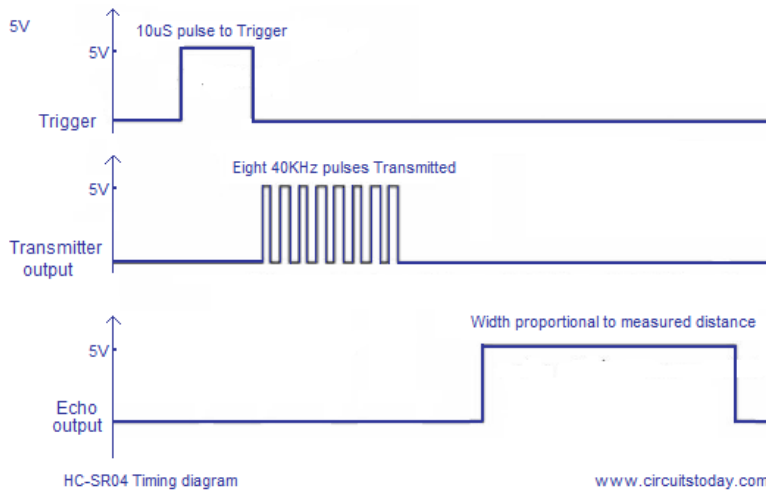 5V
10uS pulse to Trigger
5V
Trigger
Eight 40KHz pulses Transmitted
5V
Transmitter
output
Width proportional to measured distance
5V
Echo
output
HC-SR04 Timing diagram
www.circuitstoday.com